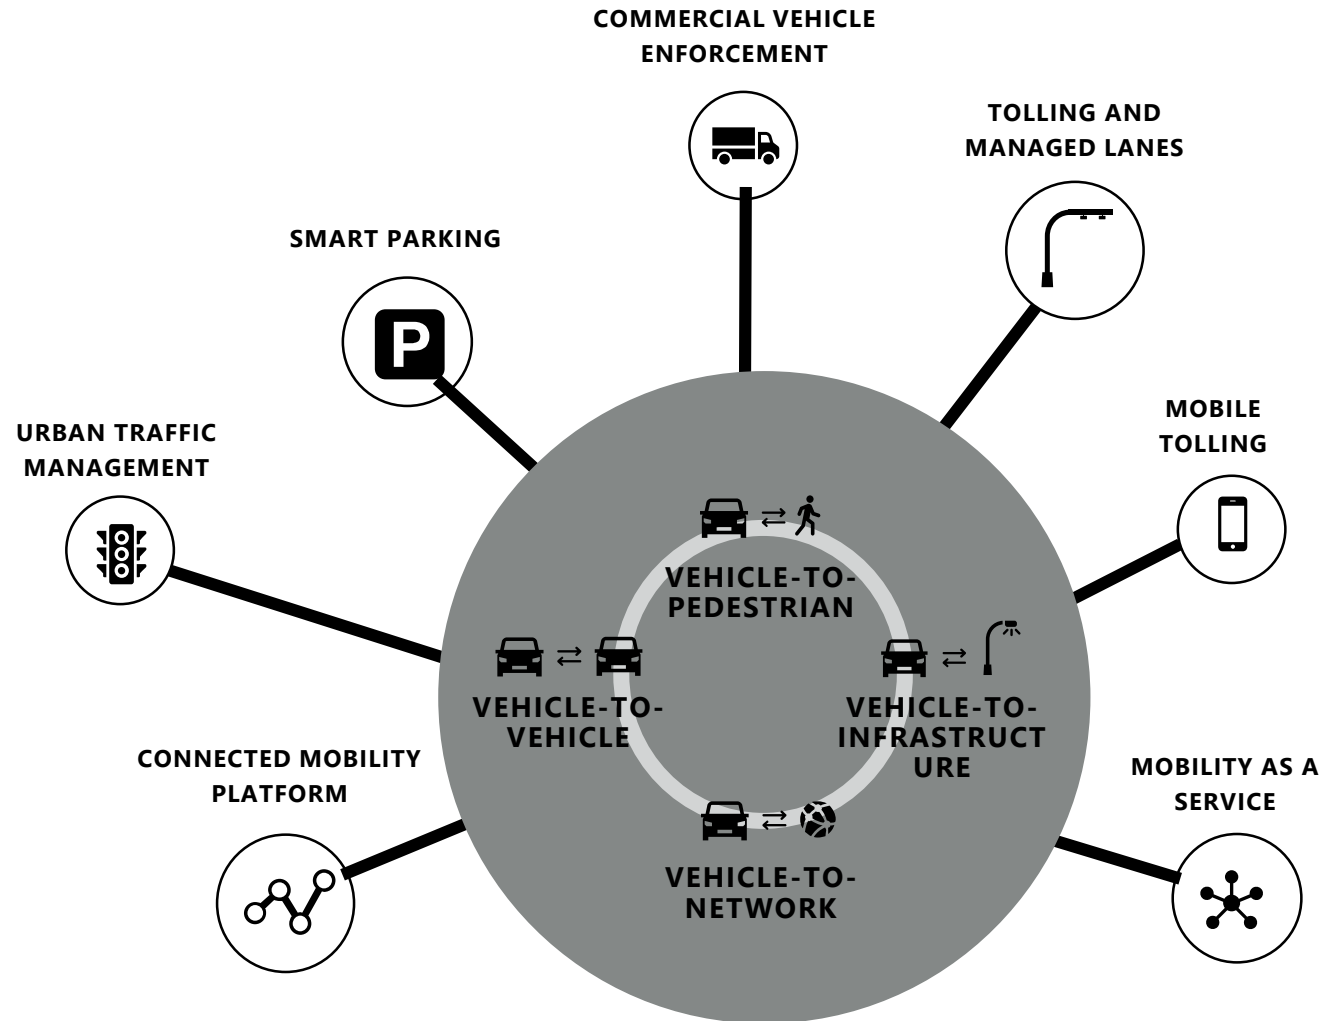 COMMERCIAL VEHICLE
ENFORCEMENT
TOLLING AND
MANAGED LANES
SMART PARKING
P
MOBILE
TOLLING
URBAN TRAFFIC
MANAGEMENT
VEHICLE-TO-
PEDESTRIAN
VEHICLE-TO-
VEHICLE
VEHICLE-TO-
INFRASTRUCT
URE
CONNECTED MOBILITY
PLATFORM
MOBILITY AS A
SERVICE
VEHICLE-TO-
NETWORK